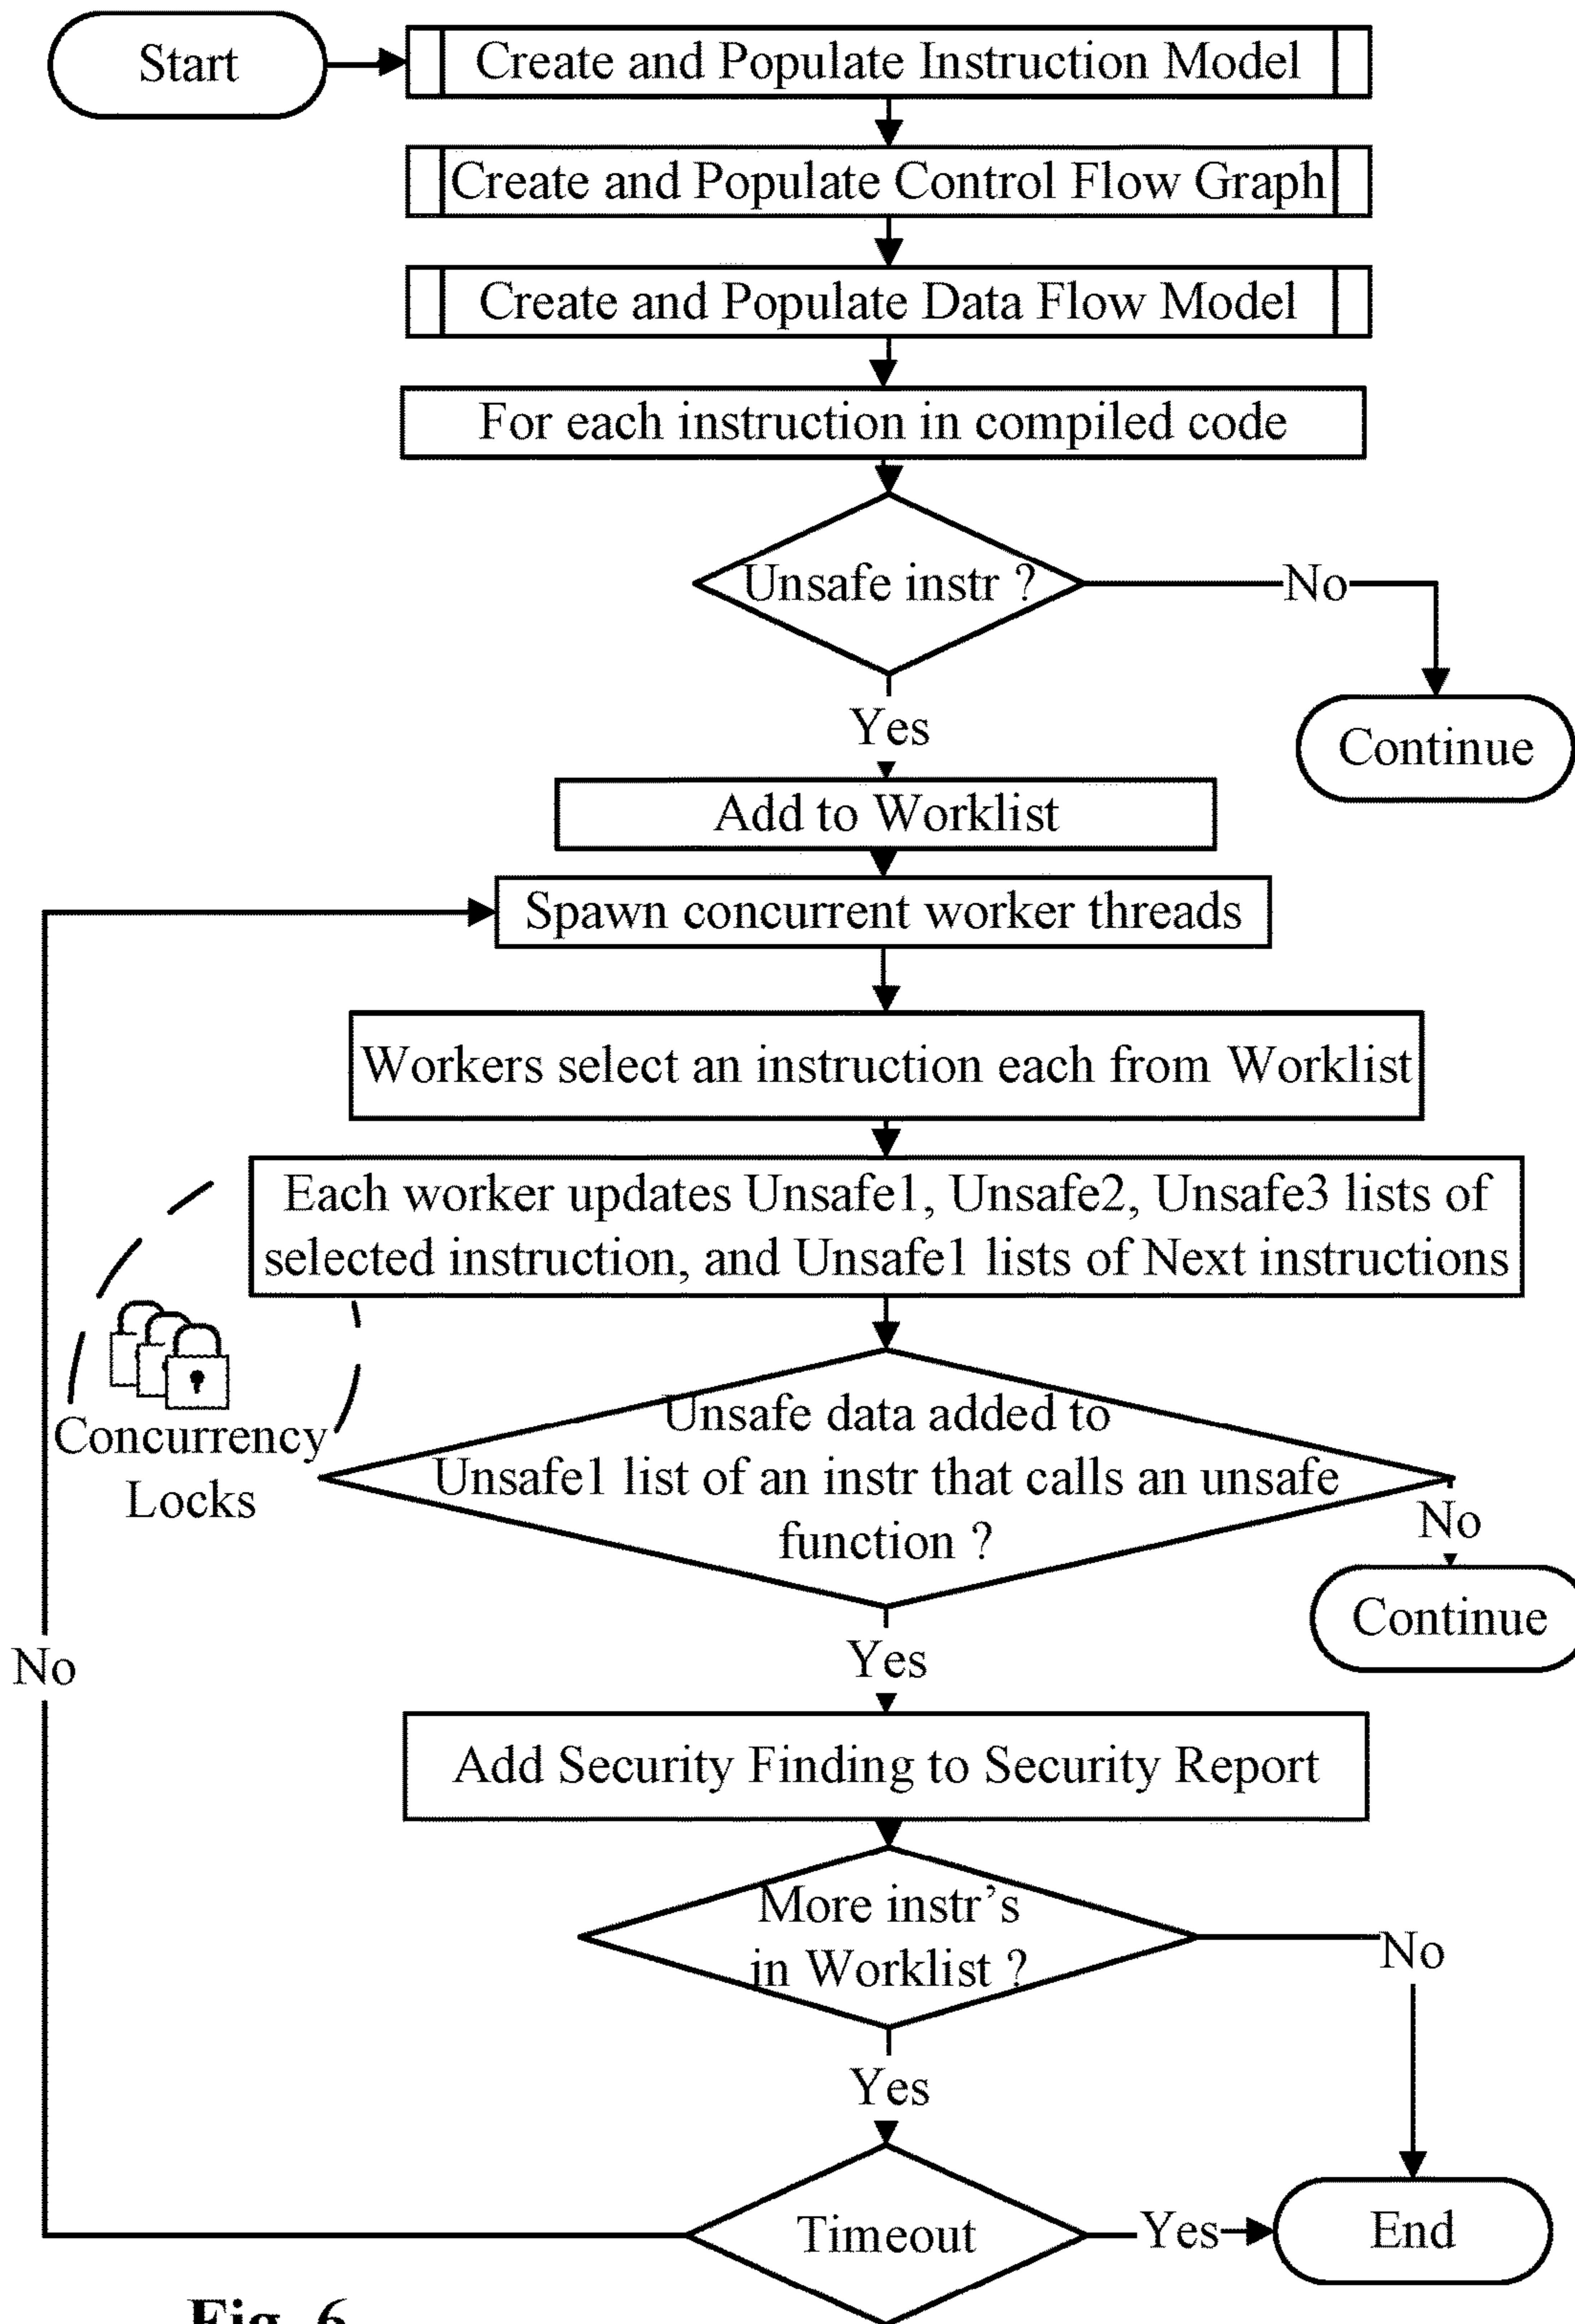 Start
Create and Populate Instruction Model
Create and Populate Control Flow Graph
Create and Populate Data Flow Model
For each instruction in compiled code
Unsafe instr ?
No
Yes
Continue
Add to Worklist
Spawn concurrent worker threads
Workers select an instruction each from Worklist
Each worker updates Unsafe1, Unsafe2, Unsafe3 lists of
selected instruction, and Unsafe1 lists of Next instructions
Concurrency
Locks
Unsafe data added to
Unsafe1 list of an instr that calls an unsafe
function ?
No
Continue
Yes
No
Add Security Finding to Security Report
More instr’s
in Worklist ?
No
Yes
Timeout
Yes
End
Fig. 6